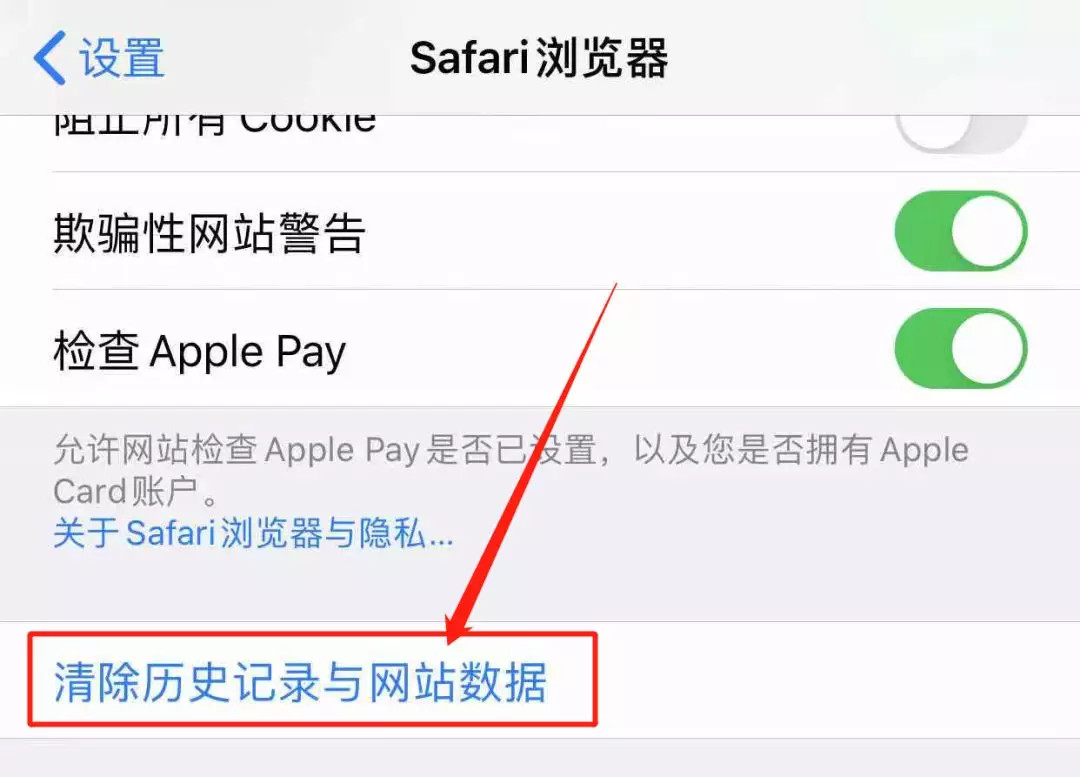 设置
Safari浏览器
阻止所有 Cookie
欺骗性网站警告
检查 Apple Pay
允许网站检查 Apple Pay 是否已设置，以及您是否拥有 Apple
Card账户。
关于 Safari浏览器与隐私...
清除历史记录与网站数据